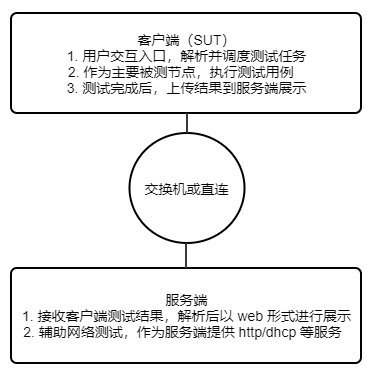 客户端（SUT）
1. 用户交互入口，解析并调度测试任务
2. 作为主要被测节点，执行测试用例
3. 测试完成后，上传结果到服务端展示
交换机或直连
服务端
1. 接收客户端测试结果，解析后以 web 形式进行展示
2. 辅助网络测试，作为服务端提供 http/dhcp 等服务